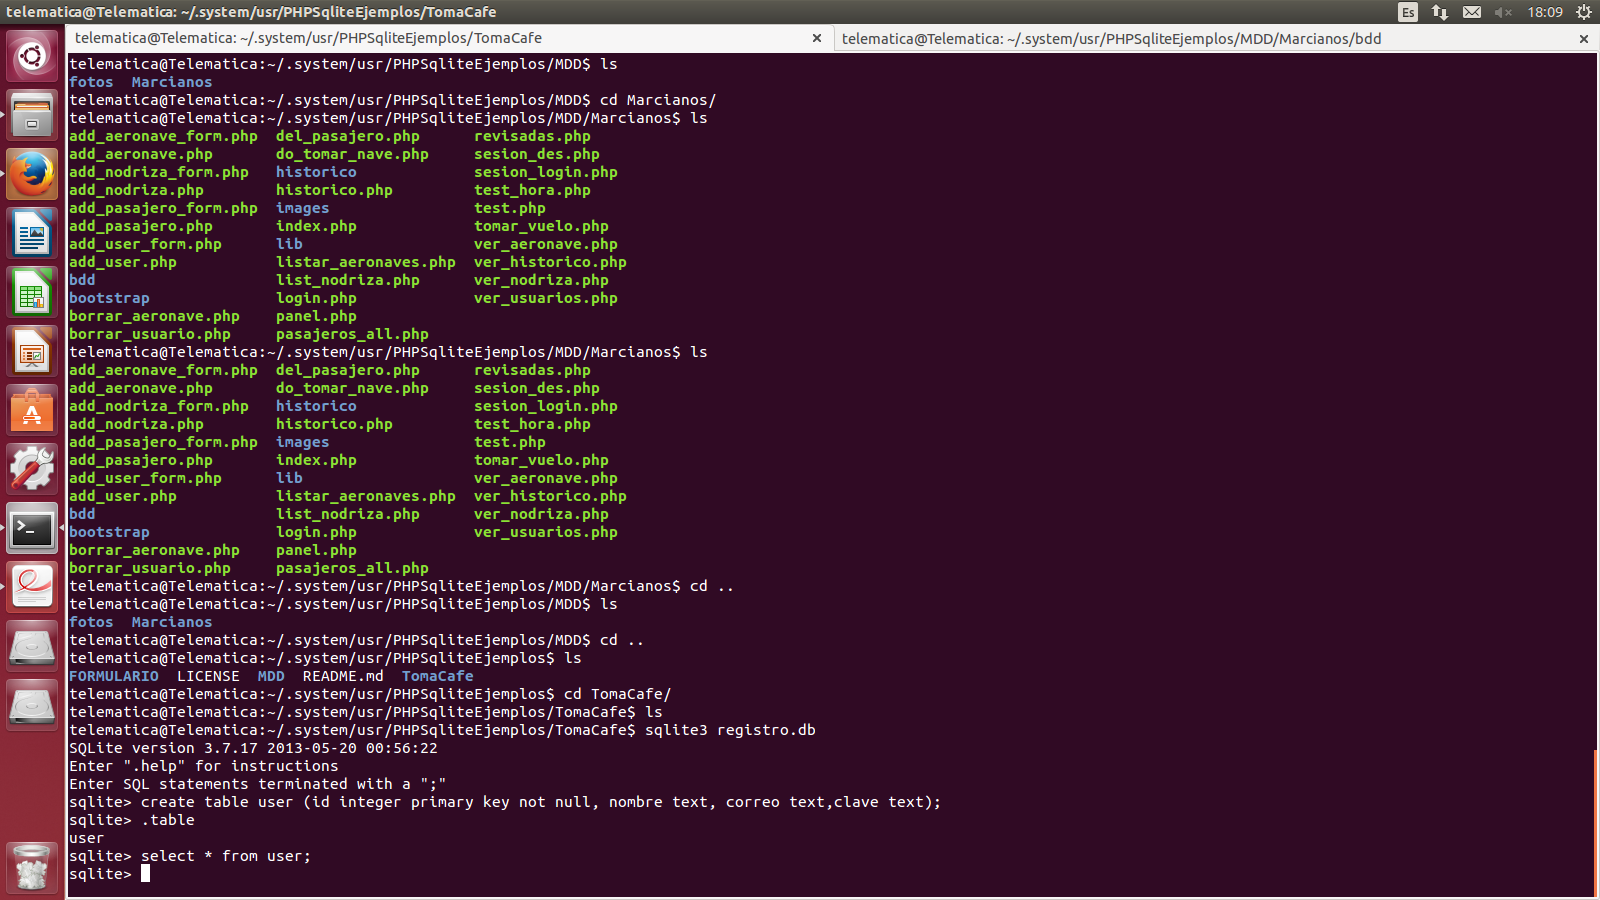 telematica@Telematica: ~/.system/usr/PHPSqliteEjemplos/TomaCafe
Es
18:09
telematica@Telematica: ~/.system/usr/PHPSqliteEjemplos/TomaCafe × telematica@Telematica: ~/.system/usr/PHPSqliteEjemplos/MDD/Marcianos/bdd ×
telematica@Telematica:~/.system/usr/PHPSqliteEjemplos/MDD$ ls
fotos  Marcianos
telematica@Telematica:~/.system/usr/PHPSqliteEjemplos/MDD$ cd Marcianos/
telematica@Telematica:~/.system/usr/PHPSqliteEjemplos/MDD/Marcianos$ ls
add_aeronave_form.php  del_pasajero.php      revisadas.php
add_aeronave.php       do_tomar_nave.php     sesion_des.php
add_nodriza_form.php   historico             sesion_login.php
add_nodriza.php        historico.php         test_hora.php
add_pasajero_form.php  images                test.php
add_pasajero.php       index.php             tomar_vuelo.php
add_user_form.php      lib                   ver_aeronave.php
add_user.php           listar_aeronaves.php  ver_historico.php
bdd                    list_nodriza.php      ver_nodriza.php
bootstrap              login.php             ver_usuarios.php
borrar_aeronave.php    panel.php
borrar_usuario.php     pasajeros_all.php
telematica@Telematica:~/.system/usr/PHPSqliteEjemplos/MDD/Marcianos$ ls
add_aeronave_form.php  del_pasajero.php      revisadas.php
add_aeronave.php       do_tomar_nave.php     sesion_des.php
add_nodriza_form.php   historico             sesion_login.php
add_nodriza.php        historico.php         test_hora.php
add_pasajero_form.php  images                test.php
add_pasajero.php       index.php             tomar_vuelo.php
add_user_form.php      lib                   ver_aeronave.php
add_user.php           listar_aeronaves.php  ver_historico.php
bdd                    list_nodriza.php      ver_nodriza.php
bootstrap              login.php             ver_usuarios.php
borrar_aeronave.php    panel.php
borrar_usuario.php     pasajeros_all.php
telematica@Telematica:~/.system/usr/PHPSqliteEjemplos/MDD/Marcianos$ cd ..
telematica@Telematica:~/.system/usr/PHPSqliteEjemplos/MDD$ ls
fotos  Marcianos
telematica@Telematica:~/.system/usr/PHPSqliteEjemplos/MDD$ cd ..
telematica@Telematica:~/.system/usr/PHPSqliteEjemplos$ ls
FORMULARIO  LICENSE  MDD  README.md  TomaCafe
telematica@Telematica:~/.system/usr/PHPSqliteEjemplos$ cd TomaCafe/
telematica@Telematica:~/.system/usr/PHPSqliteEjemplos/TomaCafe$ ls
telematica@Telematica:~/.system/usr/PHPSqliteEjemplos/TomaCafe$ sqlite3 registro.db
SQLite version 3.7.17 2013-05-20 00:56:22
Enter ".help" for instructions
Enter SQL statements terminated with a ";"
sqlite> create table user (id integer primary key not null, nombre text, correo text,clave text);
sqlite> .table
user
sqlite> select * from user;
sqlite>